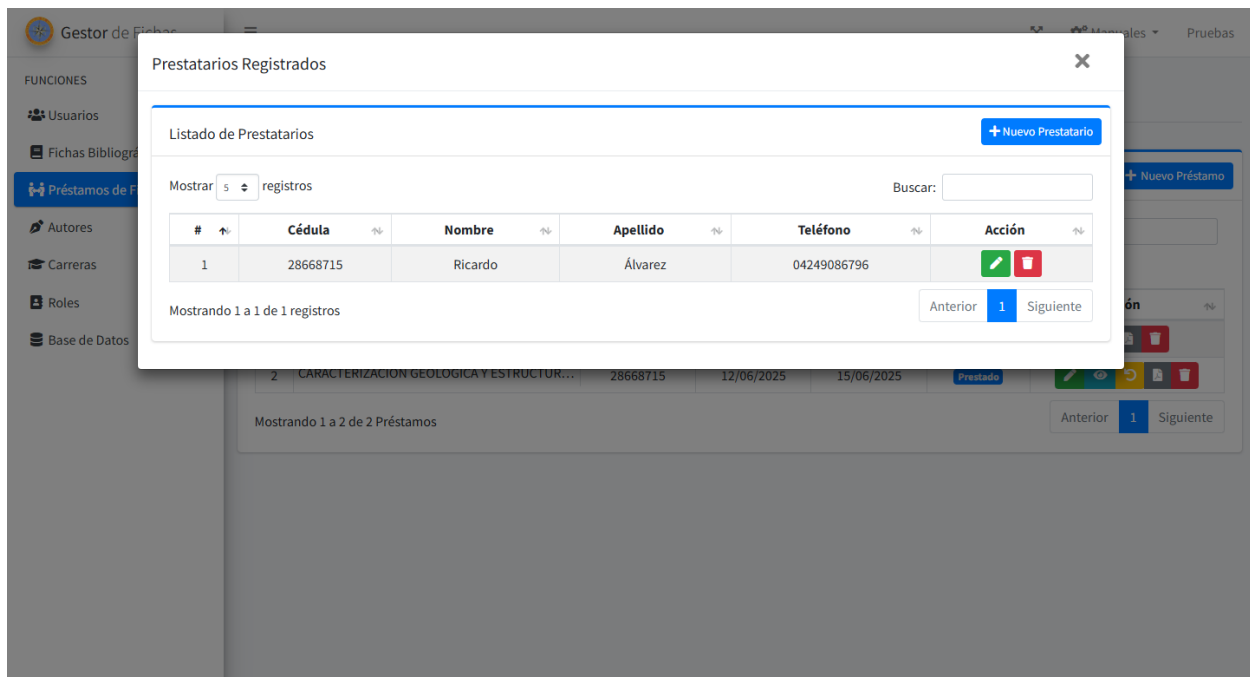 Gestor de Fichas
Manuales
Pruebas
Prestatarios Registrados
FUNCIONES
Usuarios
Fichas
Préstamos de
Autores
Carreras
Roles
Base de Datos
Listado de Prestatarios
Nuevo Prestatario
Nuevo Préstamo
Mostrar 5 registros
Buscar:
# Cédula Nombre Apellido Teléfono Acción
1 28668715 Ricardo Álvarez 04249086796
Mostrando 1 a 1 de 1 registros
Anterior 1 Siguiente
2 CARACTERIZACIÓN GEOLÓGICA Y ESTRUCTUR... 28668715 12/06/2025 15/06/2025 Prestado
Mostrando 1 a 2 de 2 Préstamos
Anterior 1 Siguiente